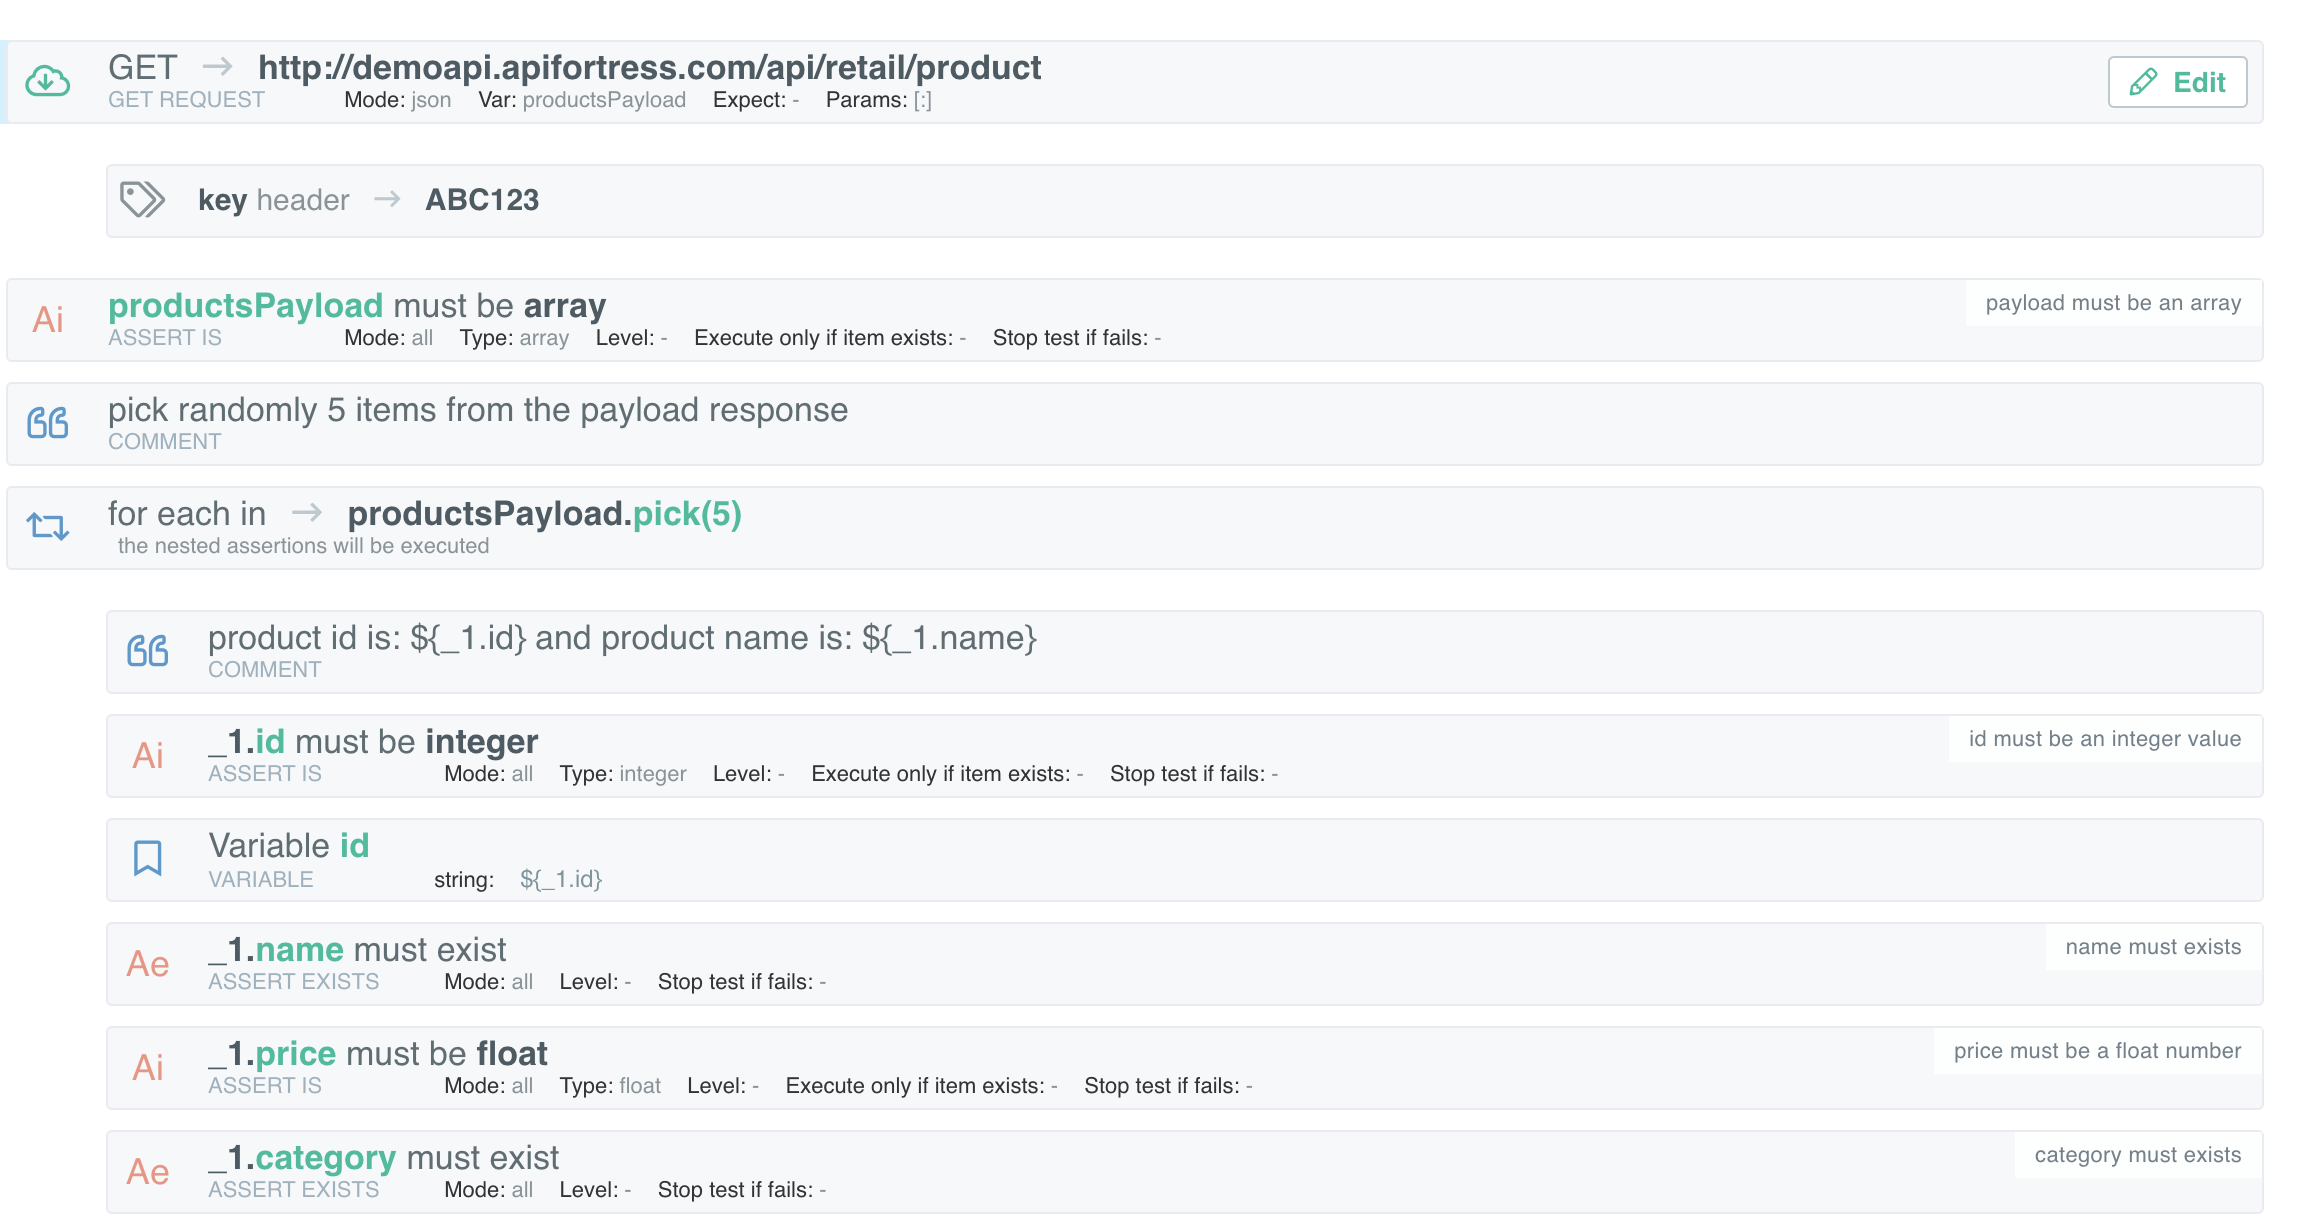 GET → http://demoapi.apifortress.com/api/retail/product
GET REQUEST Mode: json Var: productsPayload Expect: - Params: [:]
Edit
key header → ABC123
Ai productsPayload must be array
payload must be an array
ASSERT IS Mode: all Type: array Level: - Execute only if item exists: - Stop test if fails: -
pick randomly 5 items from the payload response
COMMENT
for each in → productsPayload.pick(5)
the nested assertions will be executed
product id is: ${_1.id} and product name is: ${_1.name}
COMMENT
Ai _1.id must be integer
id must be an integer value
ASSERT IS Mode: all Type: integer Level: - Execute only if item exists: - Stop test if fails: -
Variable id
VARIABLE string: ${_1.id}
Ae _1.name must exist
name must exists
ASSERT EXISTS Mode: all Level: - Stop test if fails: -
Ai _1.price must be float
price must be a float number
ASSERT IS Mode: all Type: float Level: - Execute only if item exists: - Stop test if fails: -
Ae _1.category must exist
category must exists
ASSERT EXISTS Mode: all Level: - Stop test if fails: -